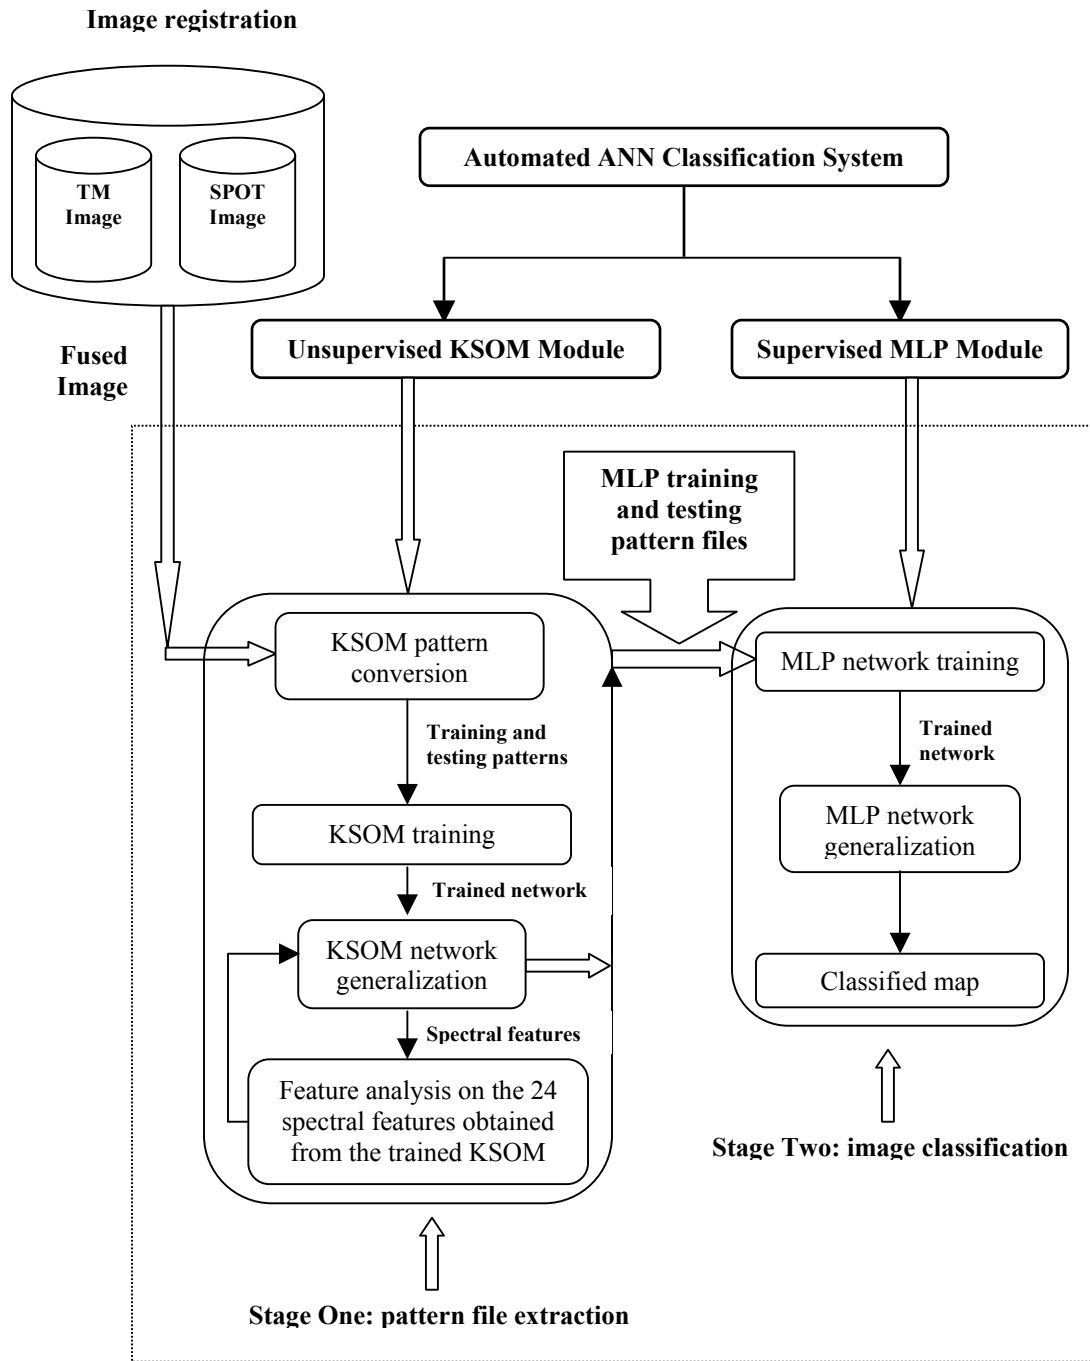 Image registration
TM
Image
SPOT
Image
Automated ANN Classification System
Fused
Image
Unsupervised KSOM Module
Supervised MLP Module
MLP training
and testing
pattern files
KSOM pattern
conversion
Training and
testing patterns
KSOM training
Trained network
KSOM network
generalization
Spectral features
Feature analysis on the 24
spectral features obtained
from the trained KSOM
MLP network training
Trained
network
MLP network
generalization
Classified map
Stage Two: image classification
Stage One: pattern file extraction